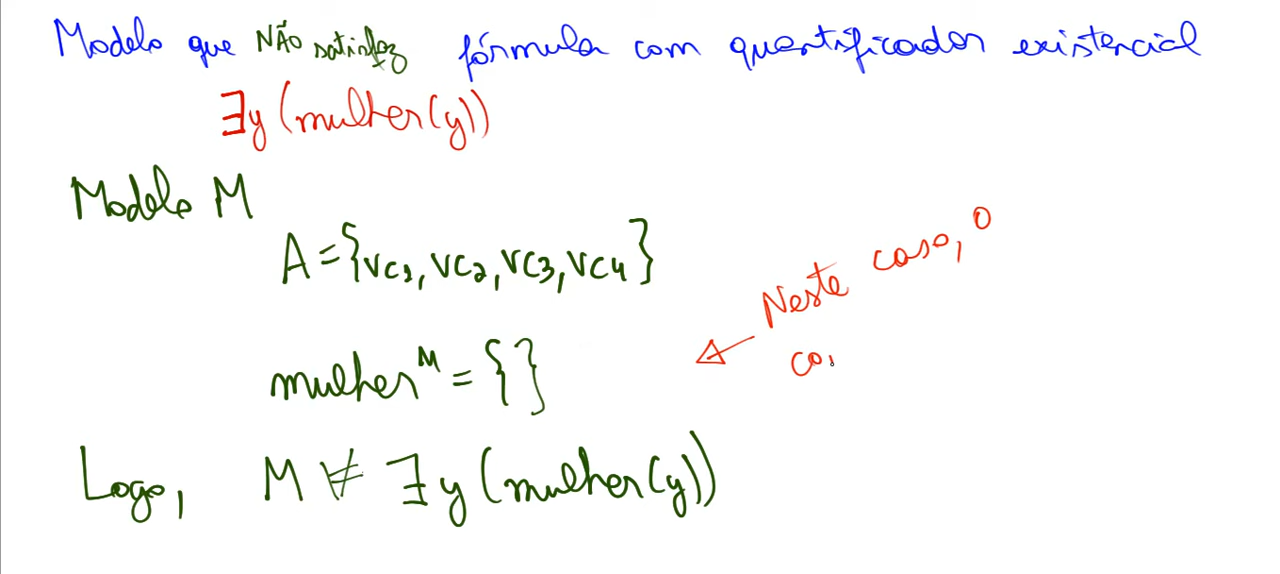 Modelo que NÃO satisfaz fórmula com quantificador existencial
∃y (mulher(y))
Modelo M
A = {vc1, vc2, vc3, vc4}
Neste caso, o
co
mulher^M = { }
Logo, M ⊭ ∃y (mulher(y))